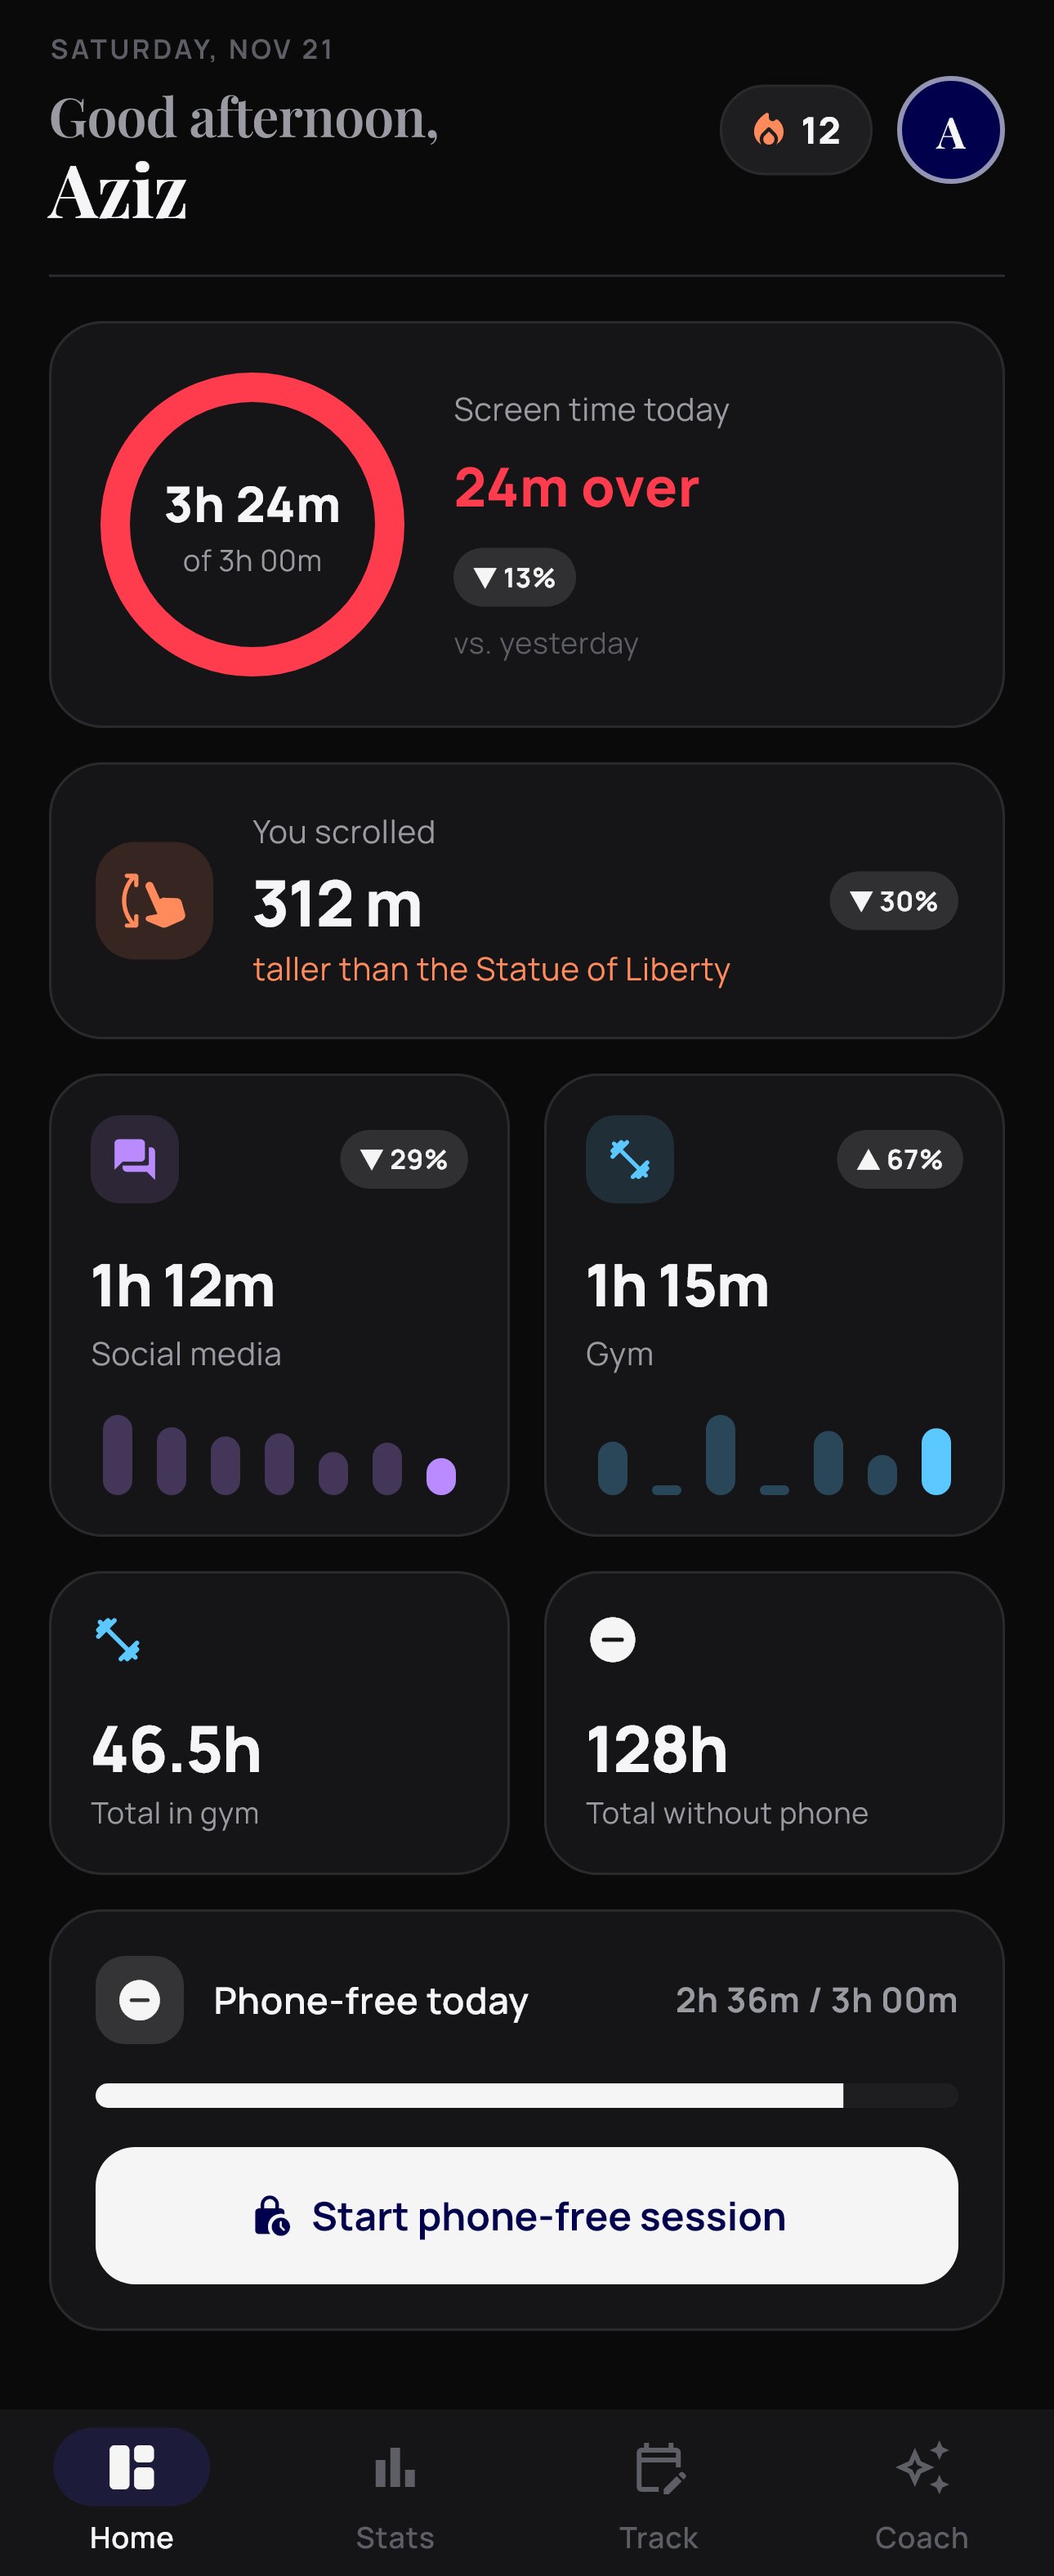 SATURDAY, NOV 21
Good afternoon,
Aziz
12
A
3h 24m
of 3h 00m
Screen time today
24m over
▼ 13%
vs. yesterday
You scrolled
312 m
taller than the Statue of Liberty
▼ 30%
▼ 29%
1h 12m
Social media
▲ 67%
1h 15m
Gym
46.5h
Total in gym
128h
Total without phone
Phone-free today
2h 36m / 3h 00m
Start phone-free session
Home
Stats
Track
Coach